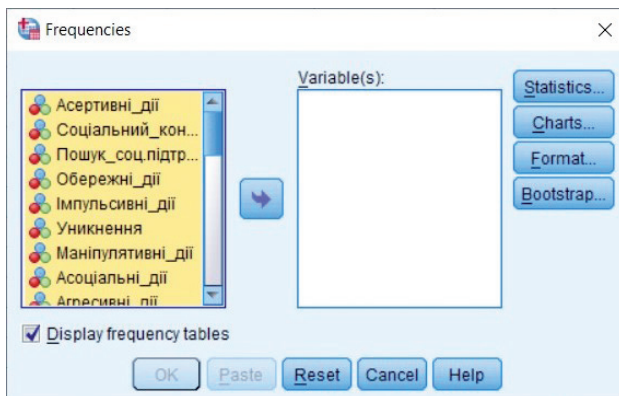 Frequencies
Variable(s):
Асертивні_дії
Соціальний_кон...
Пошук_соц.підтр...
Обережні_дії
Імпульсивні_дії
Уникнення
Маніпулятивні_дії
Асоціальні_дії
Агресивні_дії
Statistics...
Charts...
Format...
Bootstrap...
Display frequency tables
OK Paste Reset Cancel Help